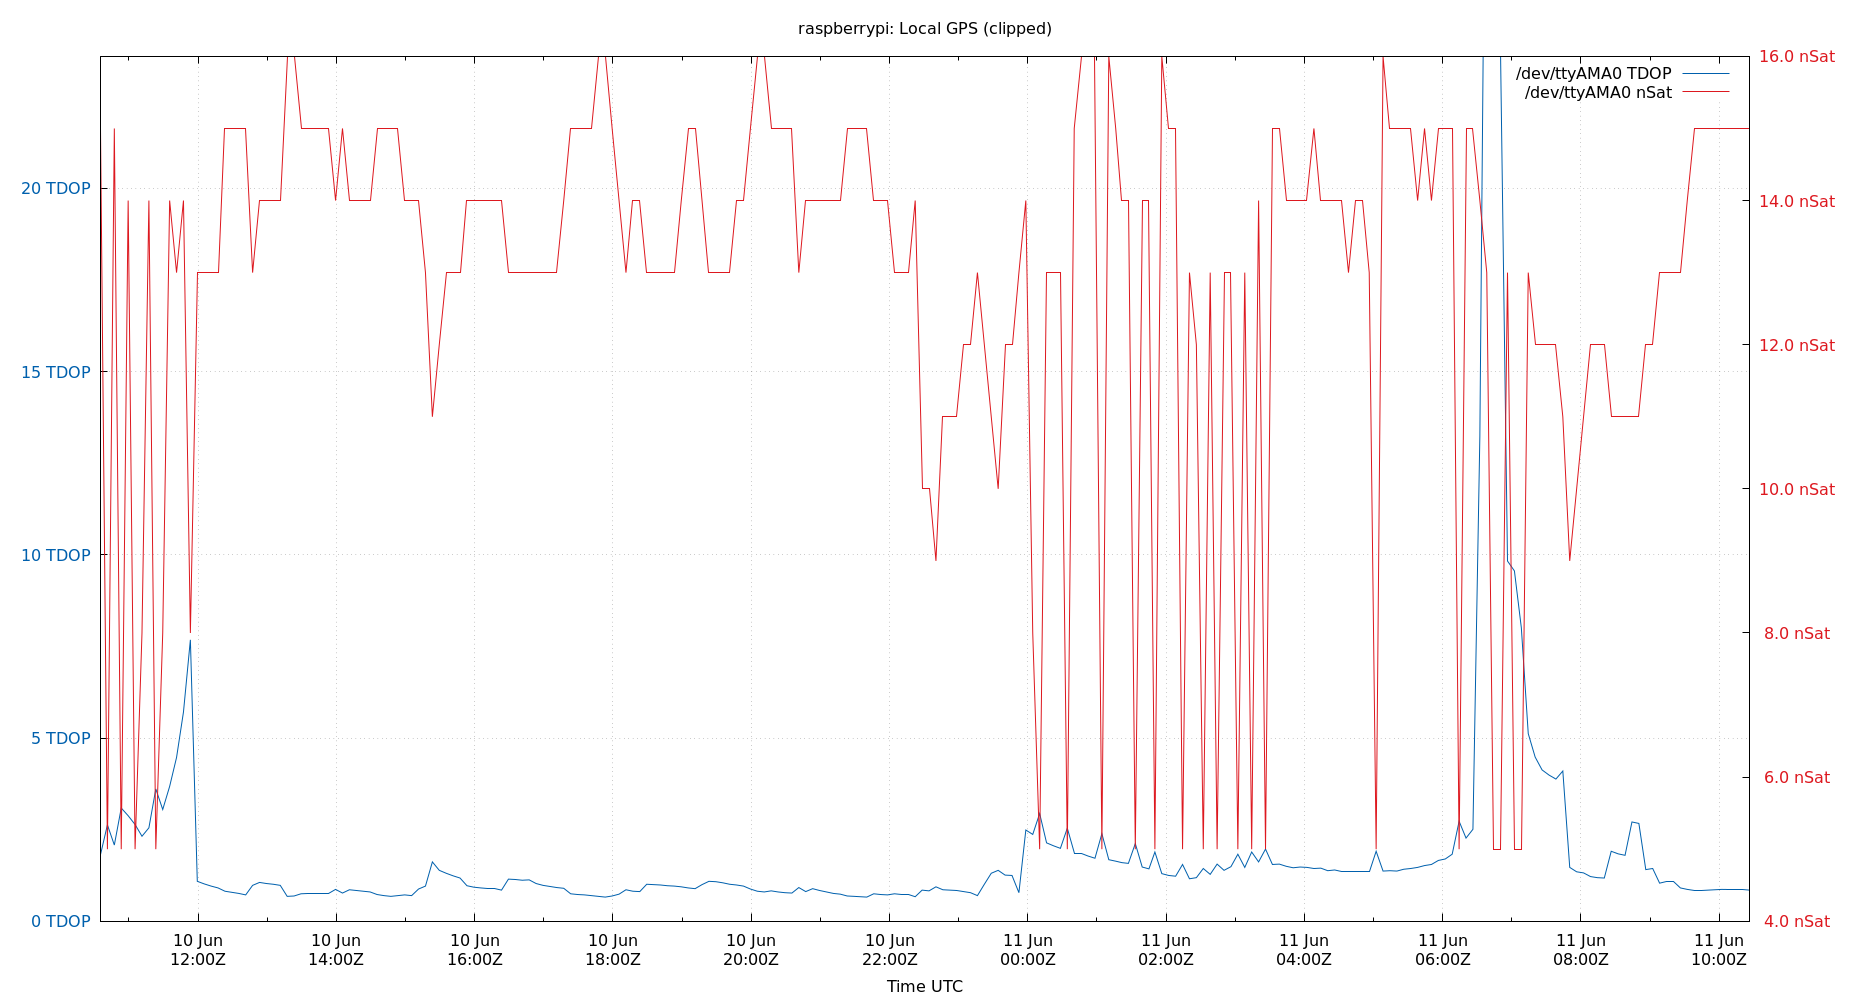 raspberrypi: Local GPS (clipped)
16.0 nSat
/dev/ttyAMA0 TDOP
/dev/ttyAMA0 nSat
20 TDOP
14.0 nSat
15 TDOP
12.0 nSat
10.0 nSat
10 TDOP
8.0 nSat
5 TDOP
6.0 nSat
0 TDOP
4.0 nSat
10 Jun 10 Jun 10 Jun 10 Jun 10 Jun 10 Jun 11 Jun 11 Jun 11 Jun 11 Jun 11 Jun 11 Jun
12:00Z 14:00Z 16:00Z 18:00Z 20:00Z 22:00Z 00:00Z 02:00Z 04:00Z 06:00Z 08:00Z 10:00Z
Time UTC